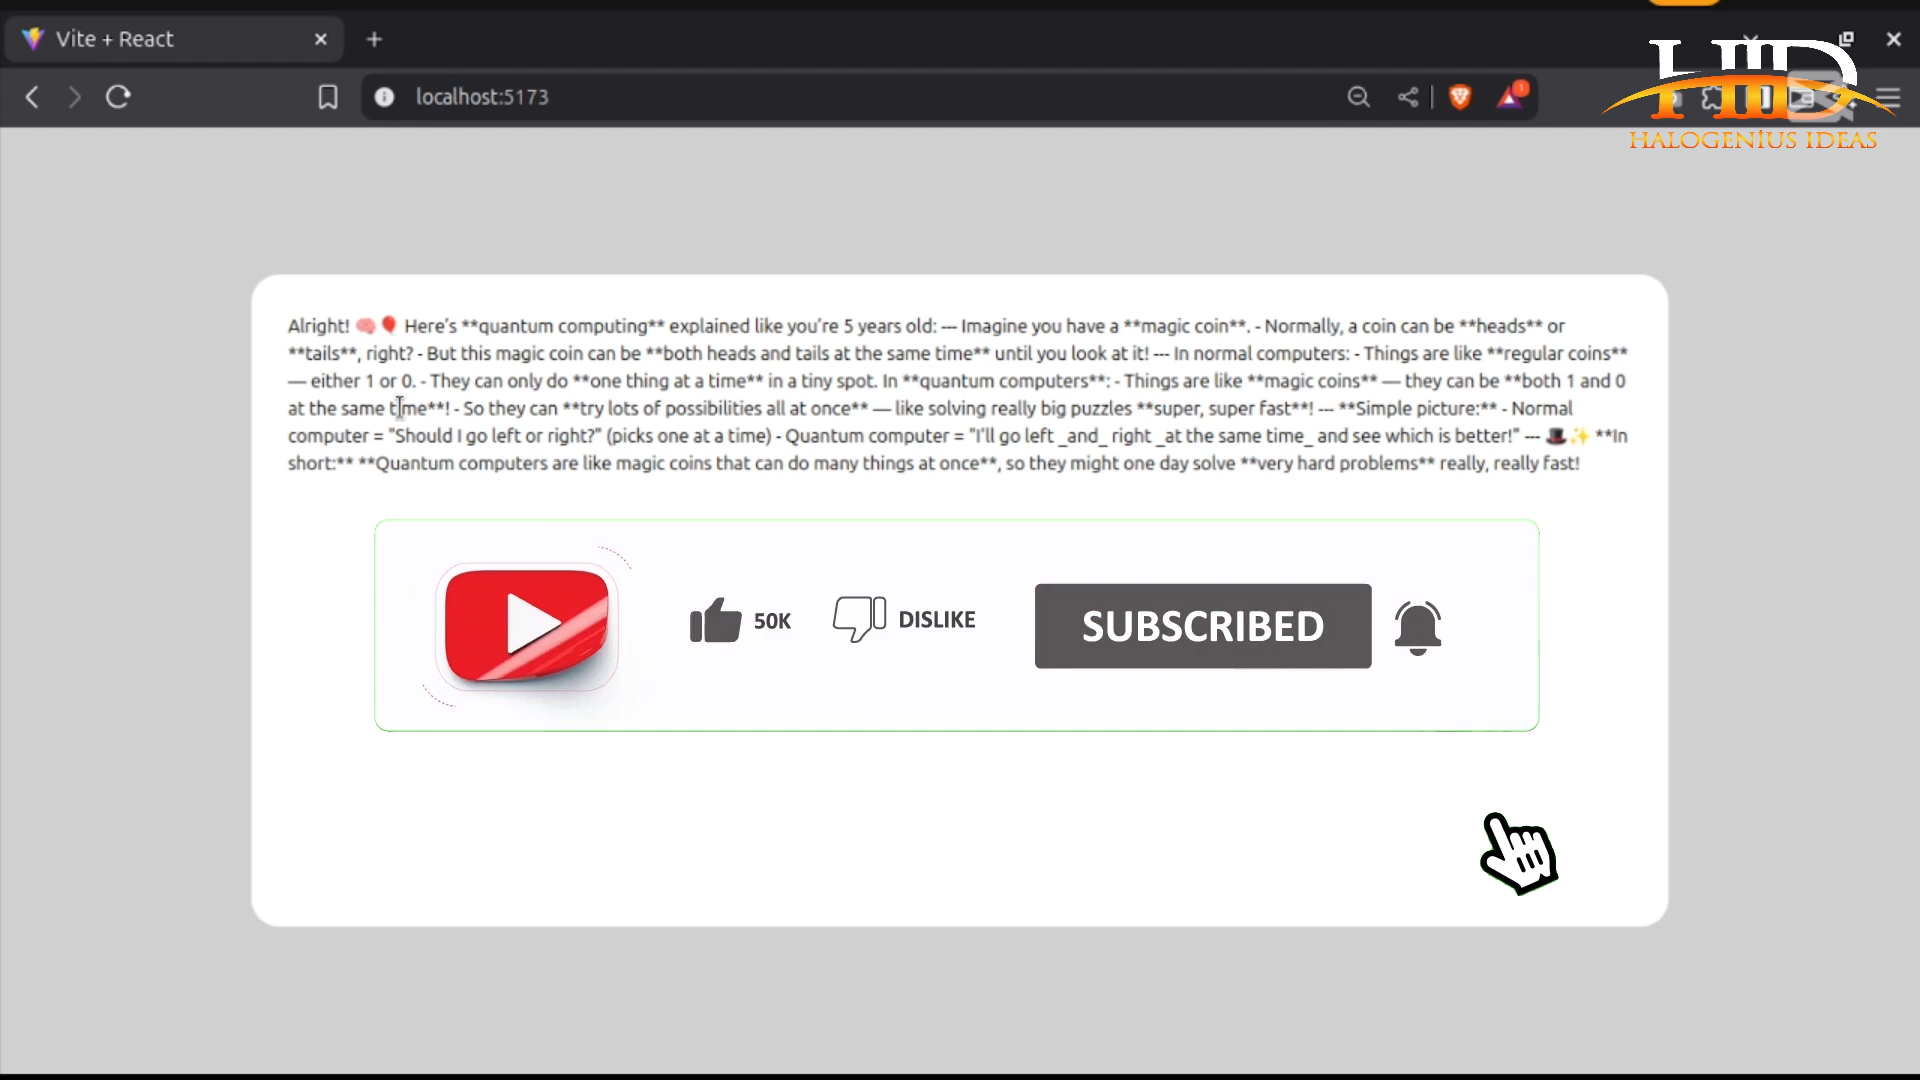 Vite + React
localhost:5173
1
HID
HALOGENIUS IDEAS
Alright! 🧠🎈 Here’s **quantum computing** explained like you’re 5 years old: --- Imagine you have a **magic coin**. - Normally, a coin can be **heads** or
**tails**, right? - But this magic coin can be **both heads and tails at the same time** until you look at it! --- In normal computers: - Things are like **regular coins**
— either 1 or 0. - They can only do **one thing at a time** in a tiny spot. In **quantum computers**: - Things are like **magic coins** — they can be **both 1 and 0
at the same time**! - So they can **try lots of possibilities all at once** — like solving really big puzzles **super, super fast**! --- **Simple picture:** - Normal
computer = "Should I go left or right?" (picks one at a time) - Quantum computer = "I'll go left _and_ right _at the same time_ and see which is better!" --- 🎩✨ **In
short:** **Quantum computers are like magic coins that can do many things at once**, so they might one day solve **very hard problems** really, really fast!
50K
DISLIKE
SUBSCRIBED